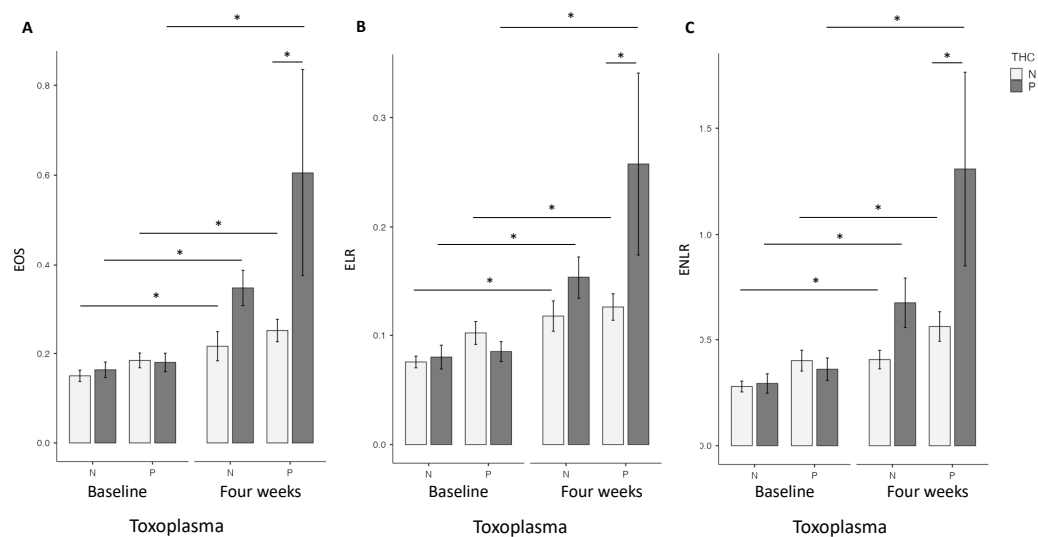 A
*
*
0.8
0.6
EOS
*
*
0.4
*
0.2
0.0
N P N P
Baseline Four weeks
Toxoplasma
B
*
*
0.3
ELR
0.2
*
*
*
0.1
0.0
N P N P
Baseline Four weeks
Toxoplasma
C
*
*
1.5
ENLR
1.0
*
*
*
0.5
0.0
N P N P
Baseline Four weeks
Toxoplasma
THC
N
P